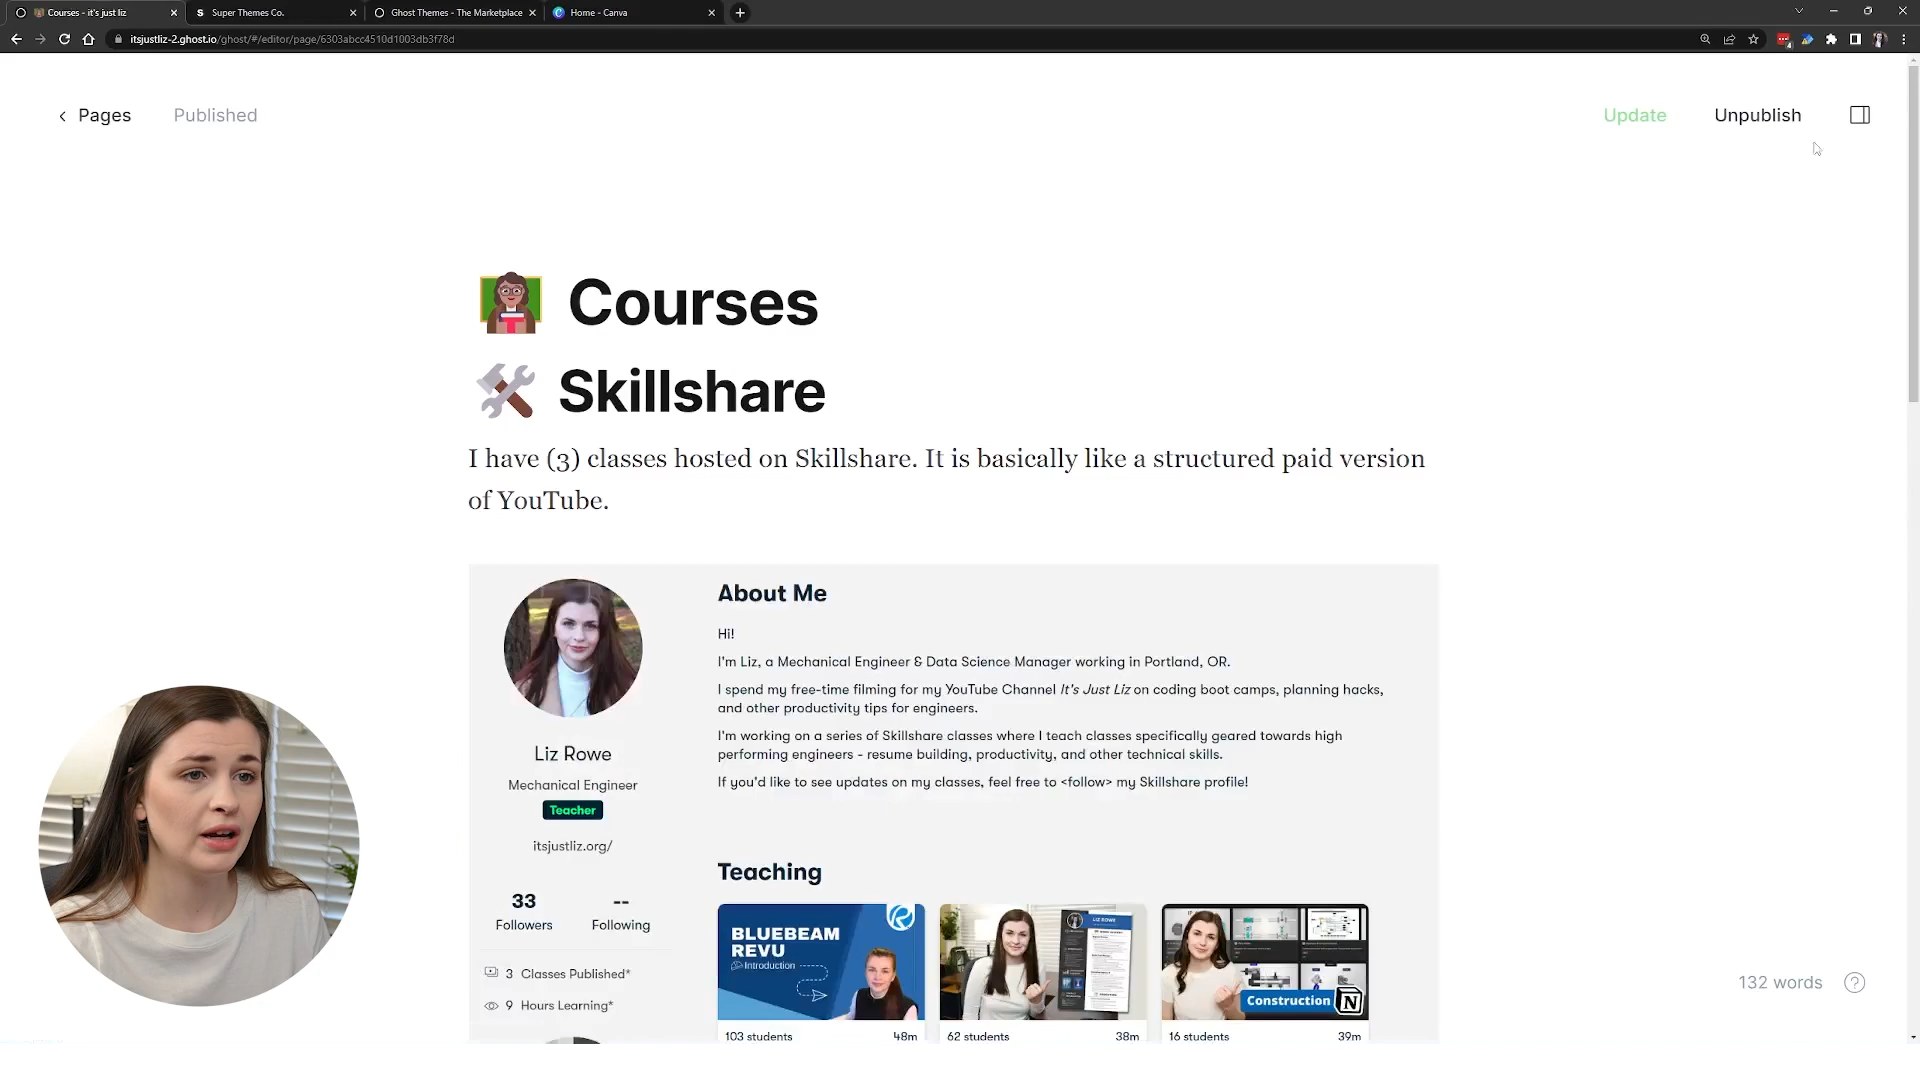 Courses - it's just liz
Super Themes Co.
Ghost Themes - The Marketplace
Home - Canva
itsjustliz-2.ghost.io/ghost/#/editor/page/6303abcc4510d1003db3f78d
Pages
Published
Update
Unpublish
Courses
Skillshare
I have (3) classes hosted on Skillshare. It is basically like a structured paid version
of YouTube.
About Me
Hi!
I'm Liz, a Mechanical Engineer & Data Science Manager working in Portland, OR.
I spend my free-time filming for my YouTube Channel It's Just Liz on coding boot camps, planning hacks,
and other productivity tips for engineers.
I'm working on a series of Skillshare classes where I teach classes specifically geared towards high
performing engineers - resume building, productivity, and other technical skills.
If you'd like to see updates on my classes, feel free to <follow> my Skillshare profile!
Liz Rowe
Mechanical Engineer
Teacher
itsjustliz.org/
33
Followers
--
Following
3 Classes Published*
9 Hours Learning*
Teaching
BLUEBEAM
REVU
Introduction
103 students 48m
LIZ ROWE
62 students 38m
Construction
16 students 39m
132 words